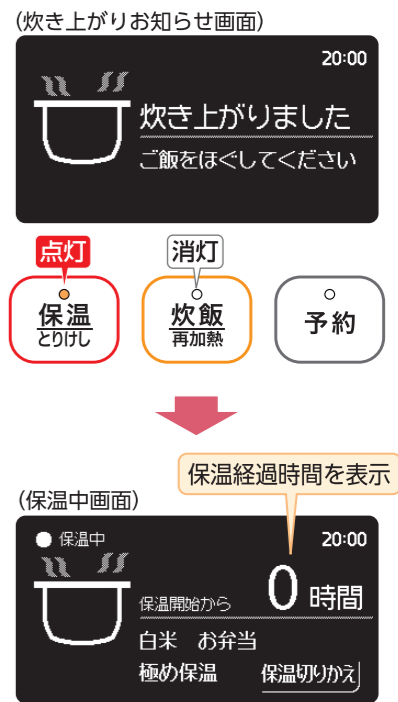 (炊き上がりお知らせ画面)
20:00
炊き上がりました
ご飯をほぐしてください
点灯 消灯
保温 炊飯 予約
とりけし 再加熱
保温経過時間を表示
(保温中画面)
保温中 20:00
保温開始から 0 時間
白米 お弁当
極め保温 保温切りかえ